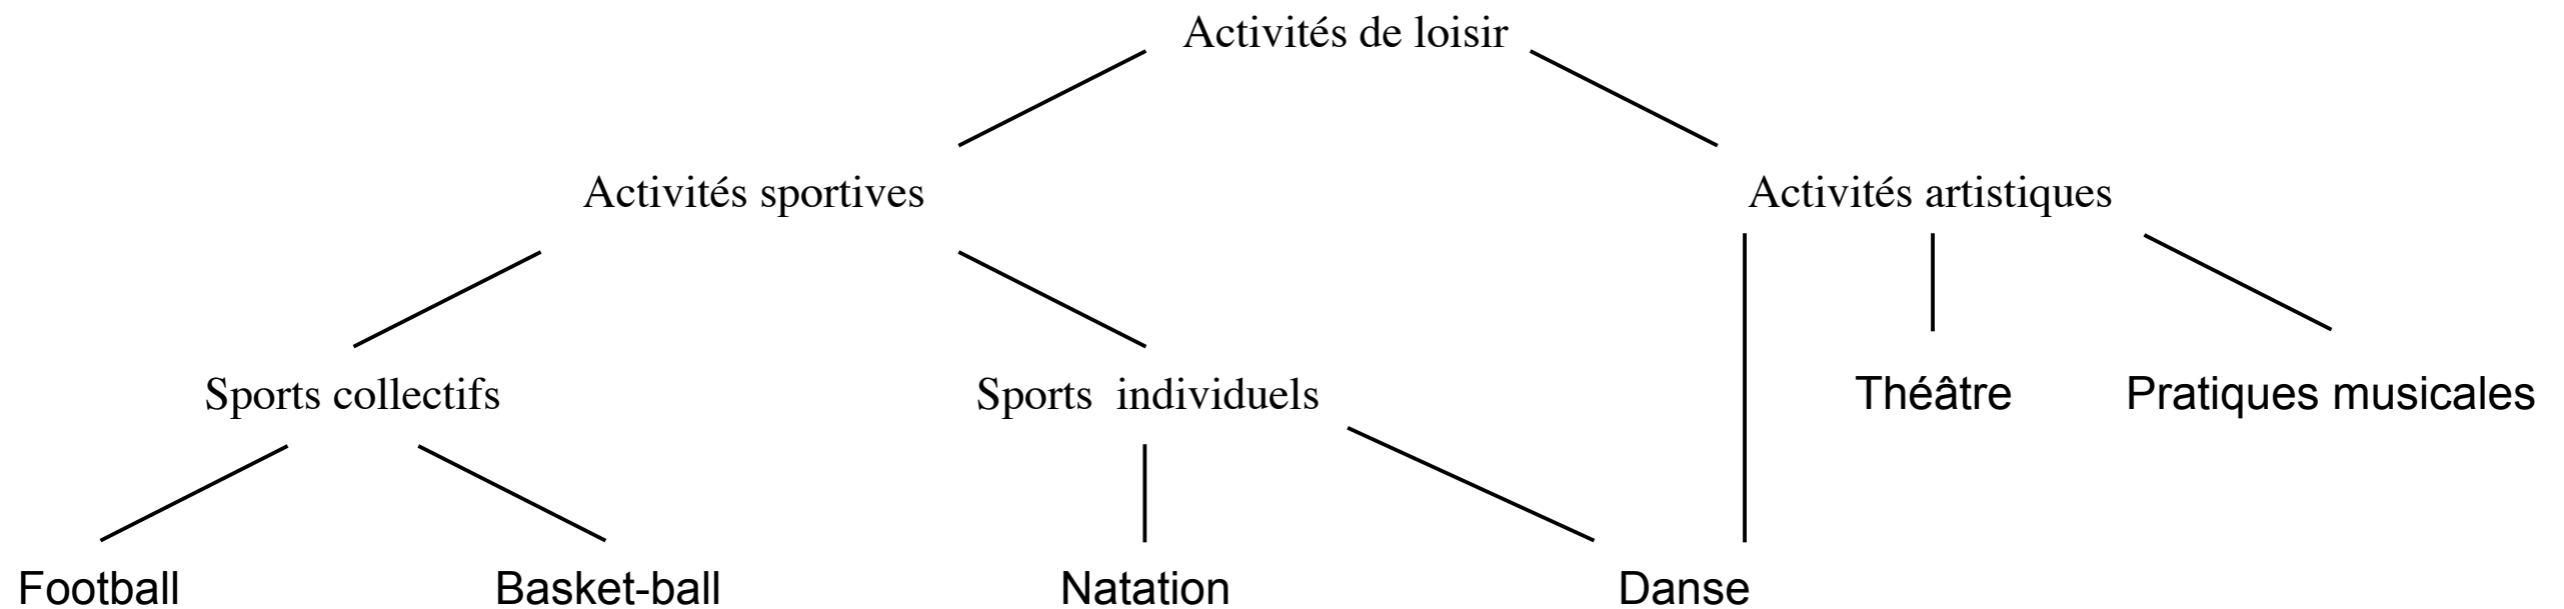 Activités de loisir
Activités sportives
Activités artistiques
Sports collectifs
Sports individuels
Théâtre
Pratiques musicales
Football
Basket-ball
Natation
Danse